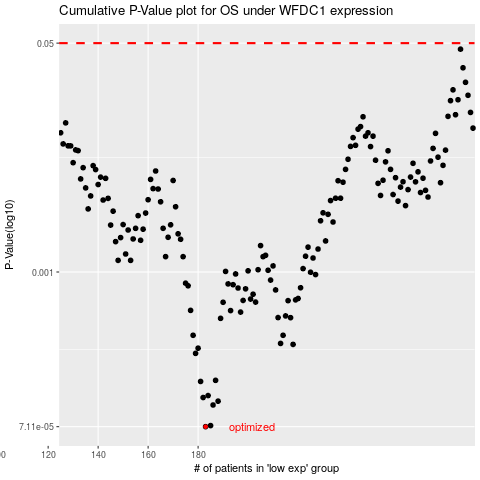 Cumulative P-Value plot for OS under WFDC1 expression
0.05
P-Value(log10)
0.001
7.11e-05
optimized
00 120 140 160 180
# of patients in 'low exp' group